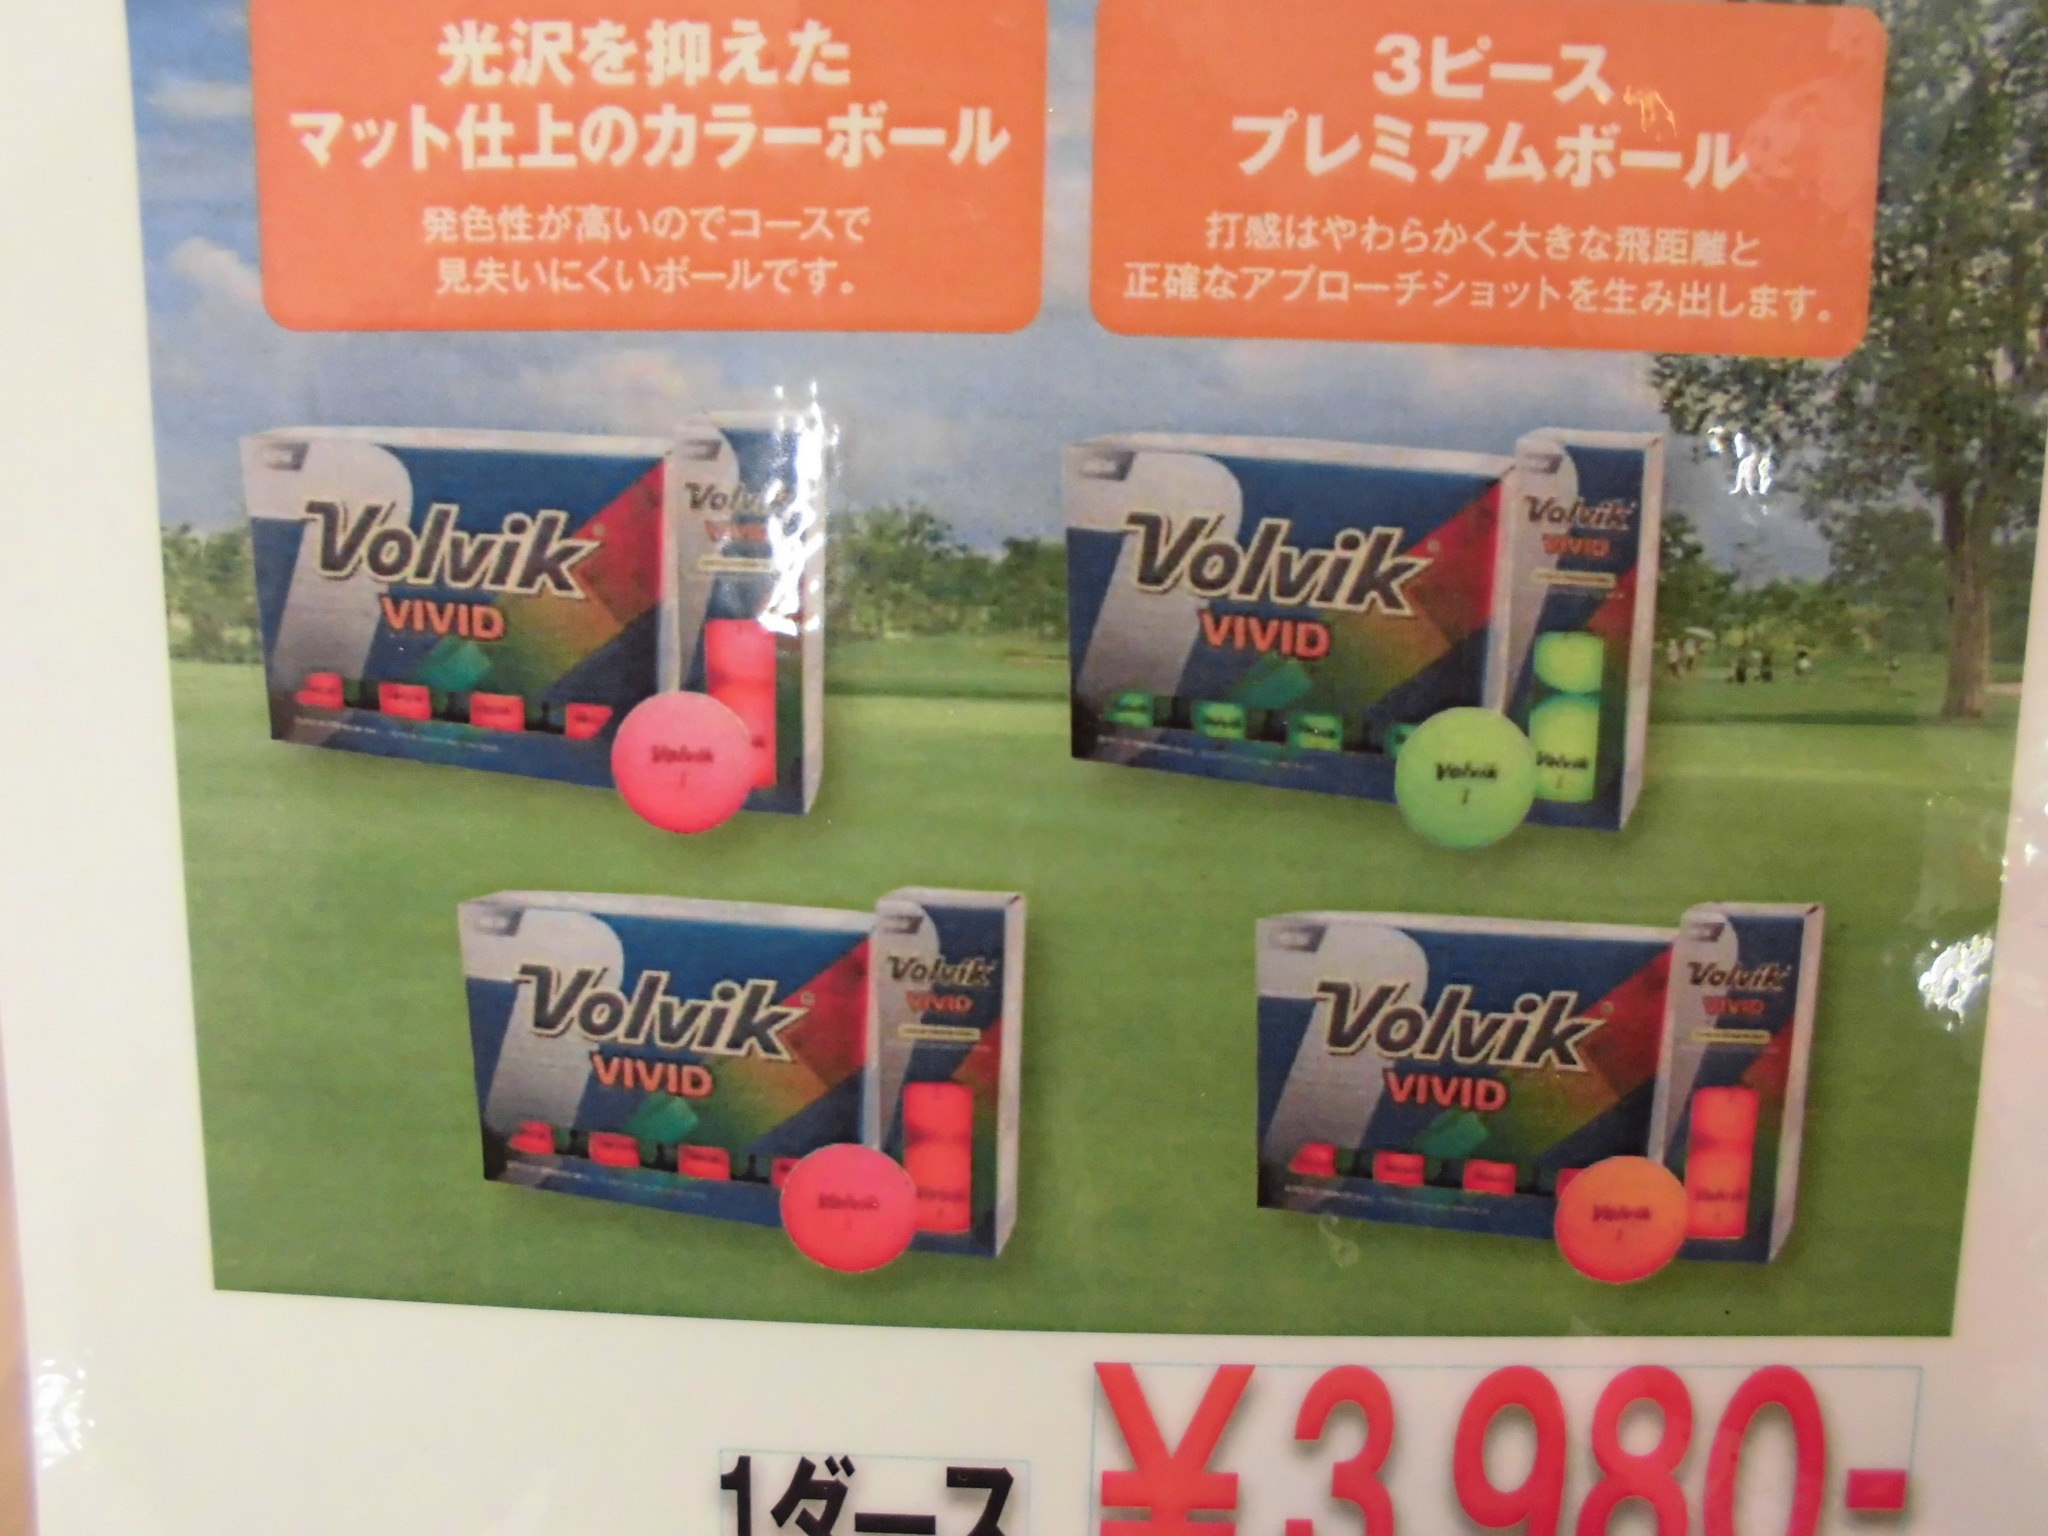 光沢を抑えた
マット仕上のカラーボール
発色性が高いのでコースで
見失いにくいボールです。
3ピース
プレミアムボール
打感はやわらかく大きな飛距離と
正確なアプローチショットを生み出します。
Volvik
VIVID
Volvik
VIVID
Volvik
Volvik
VIVID
Volvik
VIVID
Volvik
Volvik
Volvik
VIVID
Volvik
VIVID
Volvik
Volvik
VIVID
Volvik
VIVID
Volvik
1ダース
¥3,980-